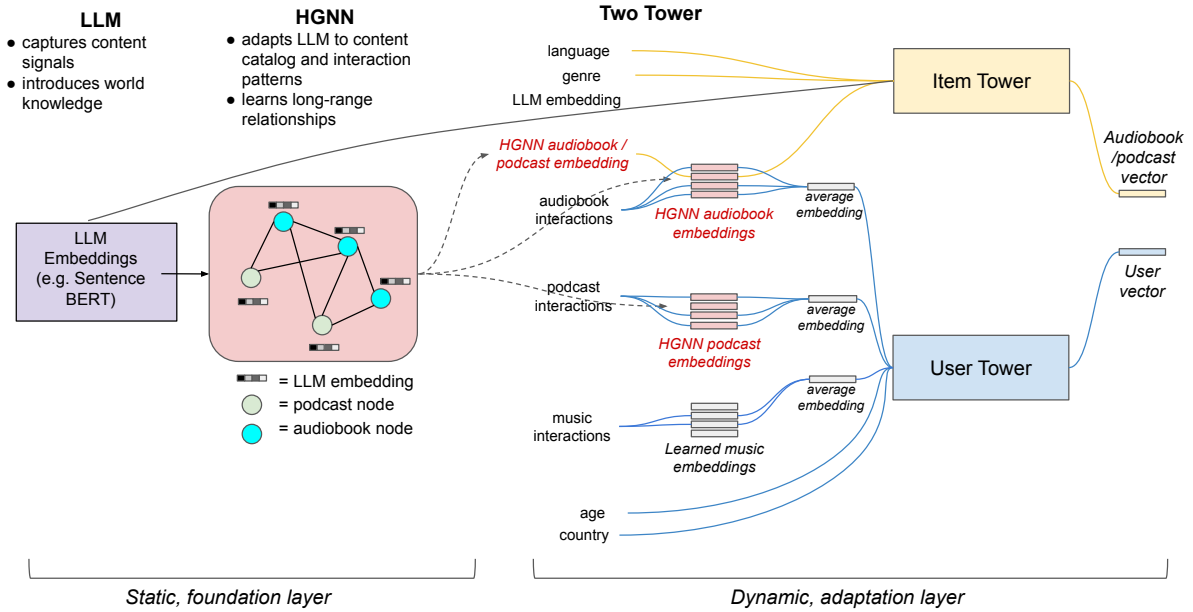 LLM
● captures content
signals
● introduces world
knowledge
HGNN
● adapts LLM to content
catalog and interaction
patterns
● learns long-range
relationships
Two Tower
language
genre
LLM embedding
HGNN audiobook /
podcast embedding
audiobook
interactions
HGNN audiobook
embeddings
average
embedding
podcast
interactions
HGNN podcast
embeddings
average
embedding
music
interactions
Learned music
embeddings
average
embedding
age
country
Item Tower
Audiobook
/podcast
vector
User
vector
User Tower
LLM
Embeddings
(e.g. Sentence
BERT)
= LLM embedding
= podcast node
= audiobook node
Static, foundation layer
Dynamic, adaptation layer